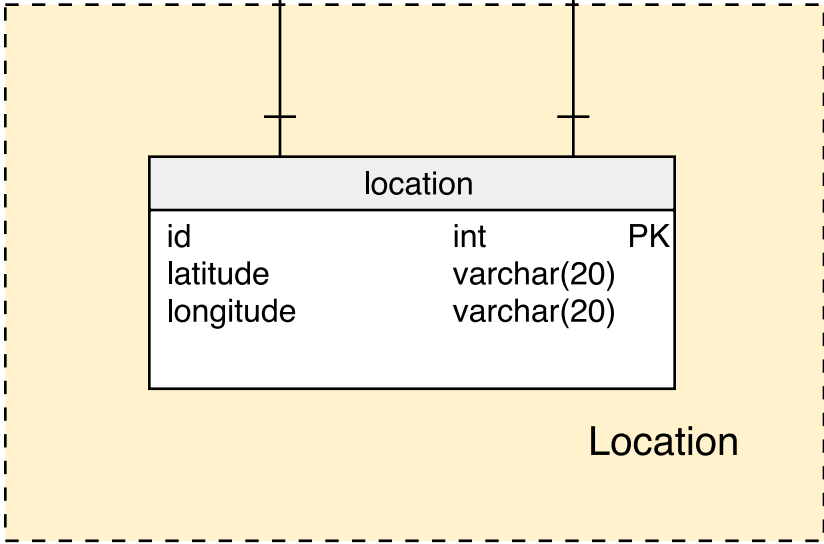 location
id int PK
latitude varchar(20)
longitude varchar(20)
Location